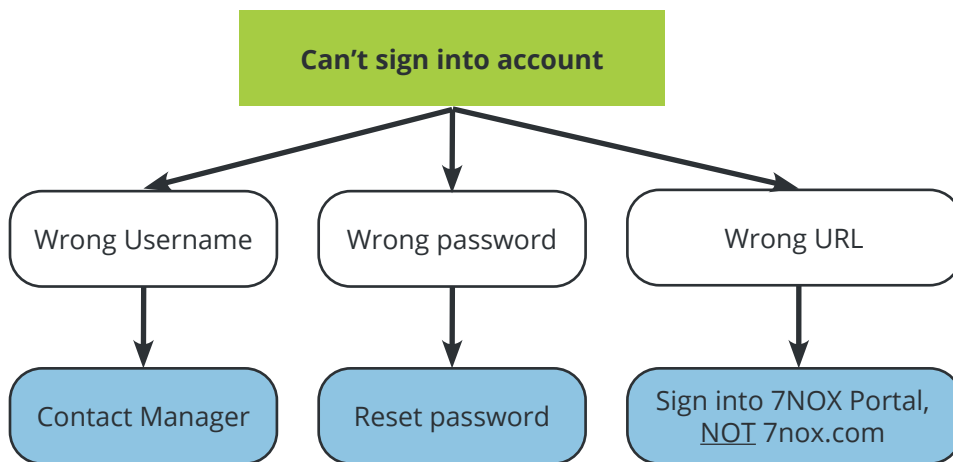 Can’t sign into account
Wrong Username
Wrong password
Wrong URL
Contact Manager
Reset password
Sign into 7NOX Portal,
NOT 7nox.com